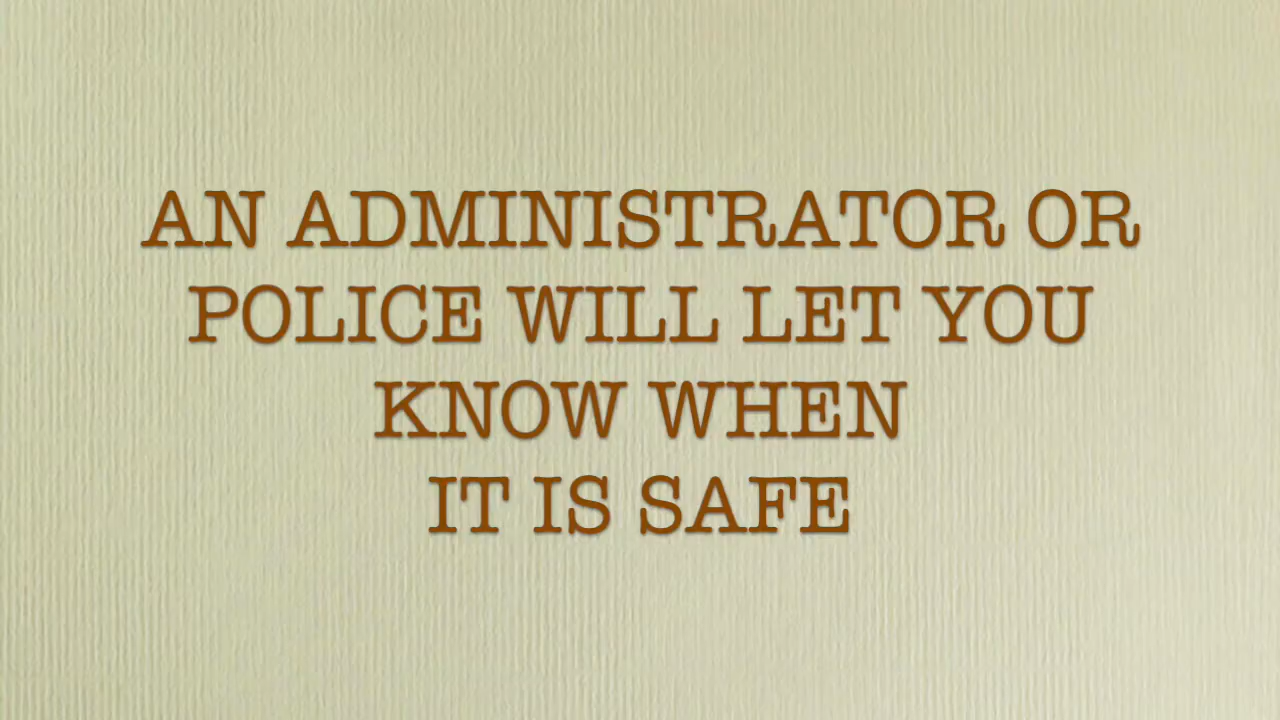 AN ADMINISTRATOR OR
POLICE WILL LET YOU
KNOW WHEN
IT IS SAFE